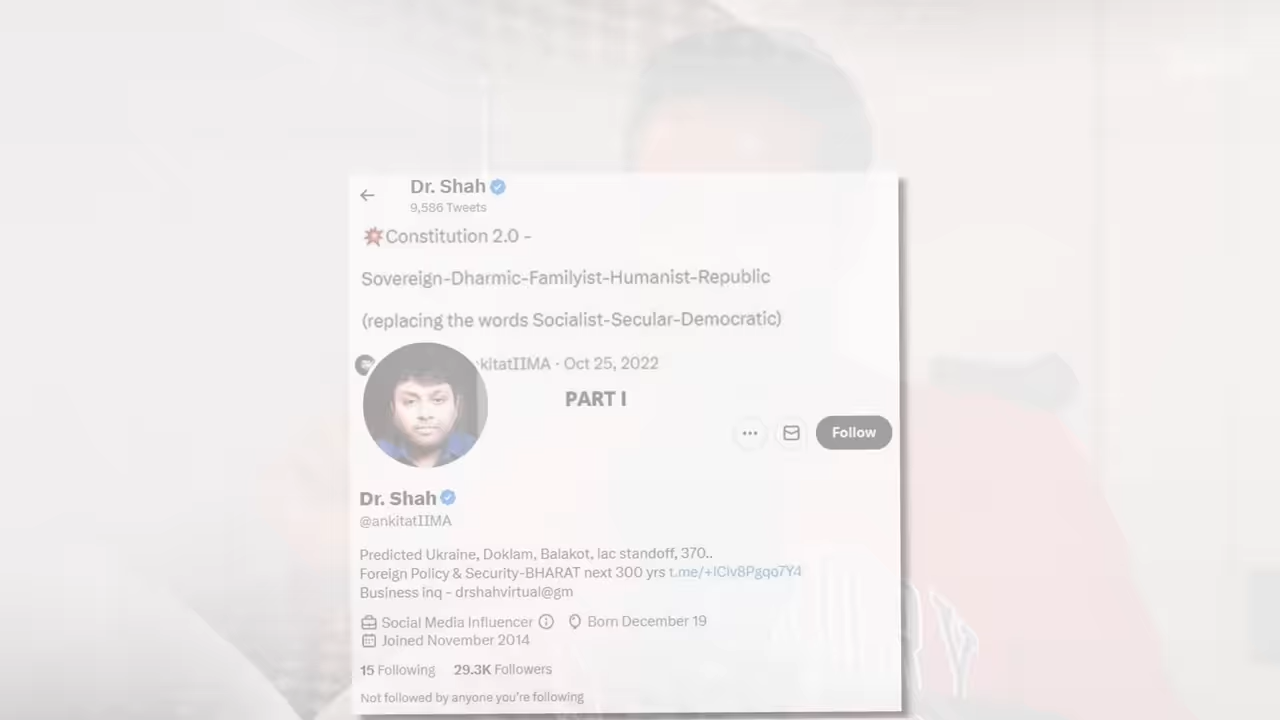 Dr. Shah
9,586 Tweets
Constitution 2.0 -
Sovereign-Dharmic-Familyist-Humanist-Republic
(replacing the words Socialist-Secular-Democratic)
kitatIIMA · Oct 25, 2022
PART I
Follow
Dr. Shah
@ankitatIIMA
Predicted Ukraine, Doklam, Balakot, lac standoff, 370..
Foreign Policy & Security-BHARAT next 300 yrs
Business inq - drshahvirtual@gm
Social Media Influencer Born December 19
Joined November 2014
15 Following 29.3K Followers
Not followed by anyone you're following